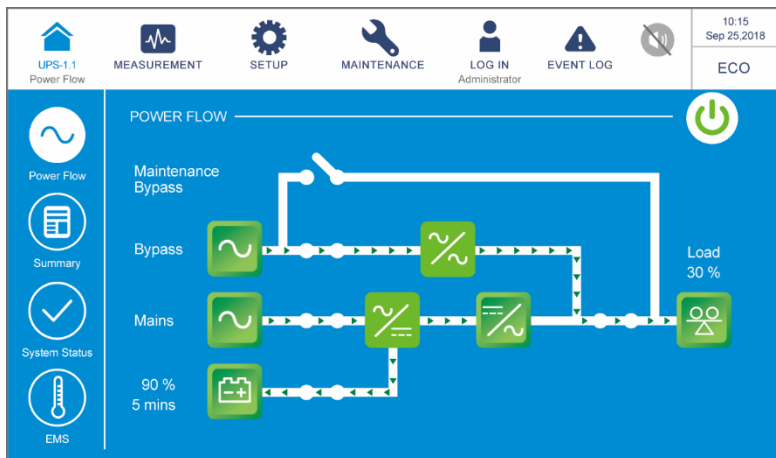 UPS-1.1
Power Flow
MEASUREMENT
SETUP
MAINTENANCE
LOG IN
Administrator
EVENT LOG
10:15
Sep 25,2018
ECO
Power Flow
Summary
System Status
EMS
POWER FLOW
Maintenance
Bypass
Bypass
Load
30 %
Mains
90 %
5 mins